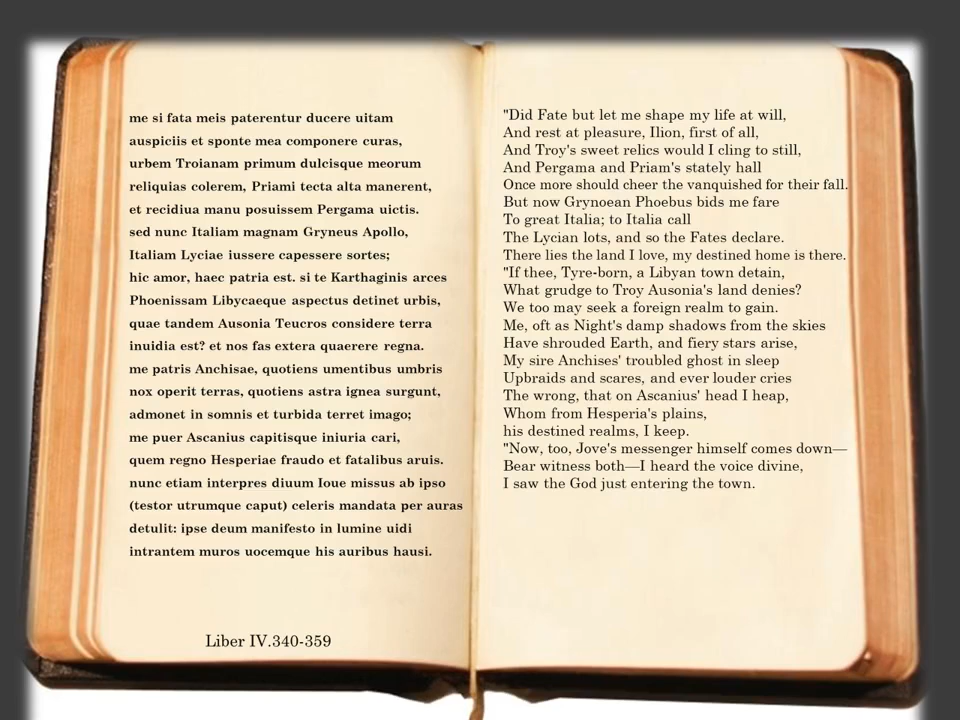 me si fata meis paterentur ducere uitam
auspiciis et sponte mea componere curas,
urbem Troianam primum dulcisque meorum
reliquias colerem, Priami tecta alta manerent,
et recidiua manu posuissem Pergama uictis.
sed nunc Italiam magnam Gryneus Apollo,
Italiam Lyciae iussere capessere sortes;
hic amor, haec patria est. si te Karthaginis arces
Phoenissam Libycaeque aspectus detinet urbis,
quae tandem Ausonia Teucros considere terra
inuidia est? et nos fas extera quaerere regna.
me patris Anchisae, quotiens umentibus umbris
nox operit terras, quotiens astra ignea surgunt,
admonet in somnis et turbida terret imago;
me puer Ascanius capitisque iniuria cari,
quem regno Hesperiae fraudo et fatalibus aruis.
nunc etiam interpres diuum Ioue missus ab ipso
(testor utrumque caput) celeris mandata per auras
detulit: ipse deum manifesto in lumine uidi
intrantem muros uocemque his auribus hausi.
Liber IV.340-359
"Did Fate but let me shape my life at will,
And rest at pleasure, Ilion, first of all,
And Troy's sweet relics would I cling to still,
And Pergama and Priam's stately hall
Once more should cheer the vanquished for their fall.
But now Grynoean Phoebus bids me fare
To great Italia; to Italia call
The Lycian lots, and so the Fates declare.
There lies the land I love, my destined home is there.
"If thee, Tyre-born, a Libyan town detain,
What grudge to Troy Ausonia's land denies?
We too may seek a foreign realm to gain.
Me, oft as Night's damp shadows from the skies
Have shrouded Earth, and fiery stars arise,
My sire Anchises' troubled ghost in sleep
Upbraids and scares, and ever louder cries
The wrong, that on Ascanius' head I heap,
Whom from Hesperia's plains,
his destined realms, I keep.
"Now, too, Jove's messenger himself comes down—
Bear witness both—I heard the voice divine,
I saw the God just entering the town.